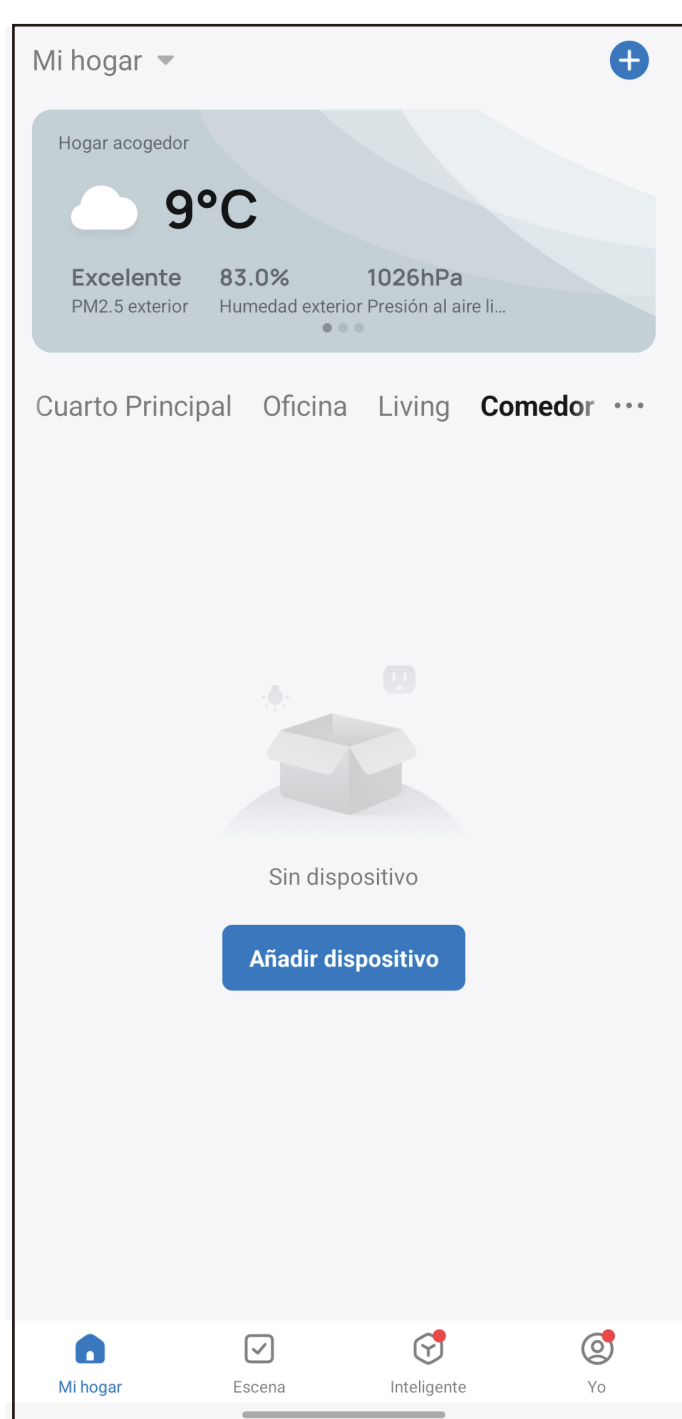 Mi hogar
Hogar acogedor
9°C
Excelente 83.0% 1026hPa
PM2.5 exterior Humedad exterior Presión al aire li...
Cuarto Principal Oficina Living Comedor ...
Sin dispositivo
Añadir dispositivo
Mi hogar Escena Inteligente Yo